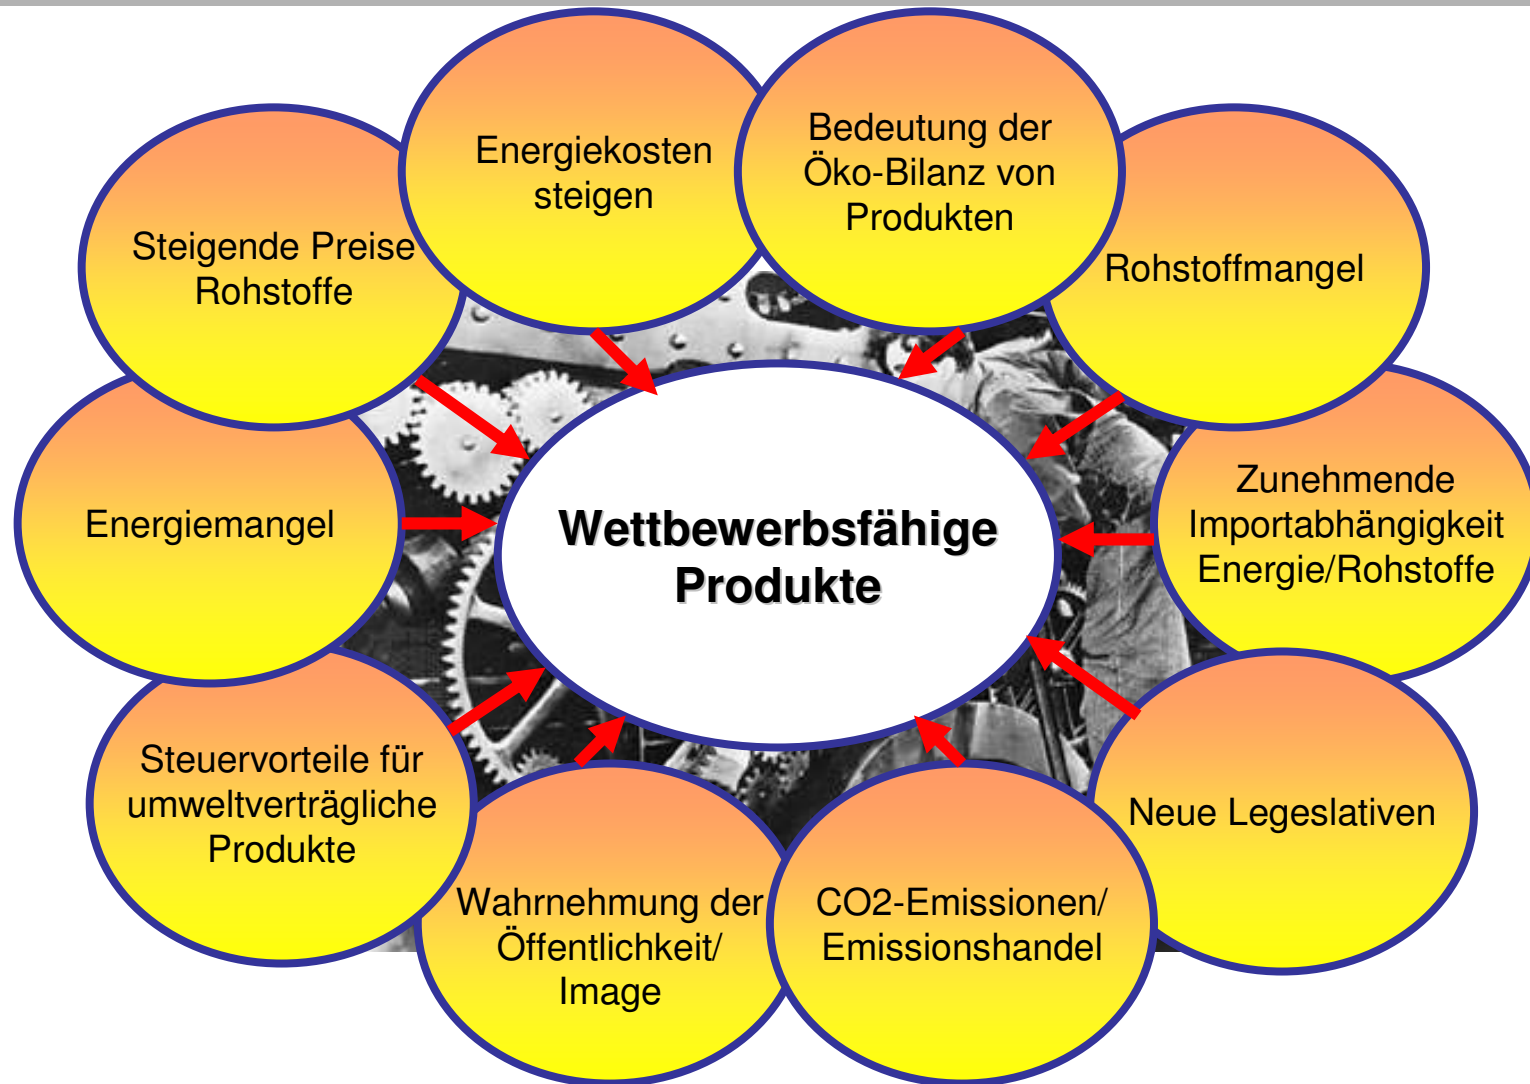 Energiekosten
steigen
Bedeutung der
Öko-Bilanz von
Produkten
Steigende Preise
Rohstoffe
Rohstoffmangel
Energiemangel
Wettbewerbsfähige
Produkte
Zunehmende
Importabhängigkeit
Energie/Rohstoffe
Steuervorteile für
umweltverträgliche
Produkte
Neue Legeslativen
Wahrnehmung der
Öffentlichkeit/
Image
CO2-Emissionen/
Emissionshandel